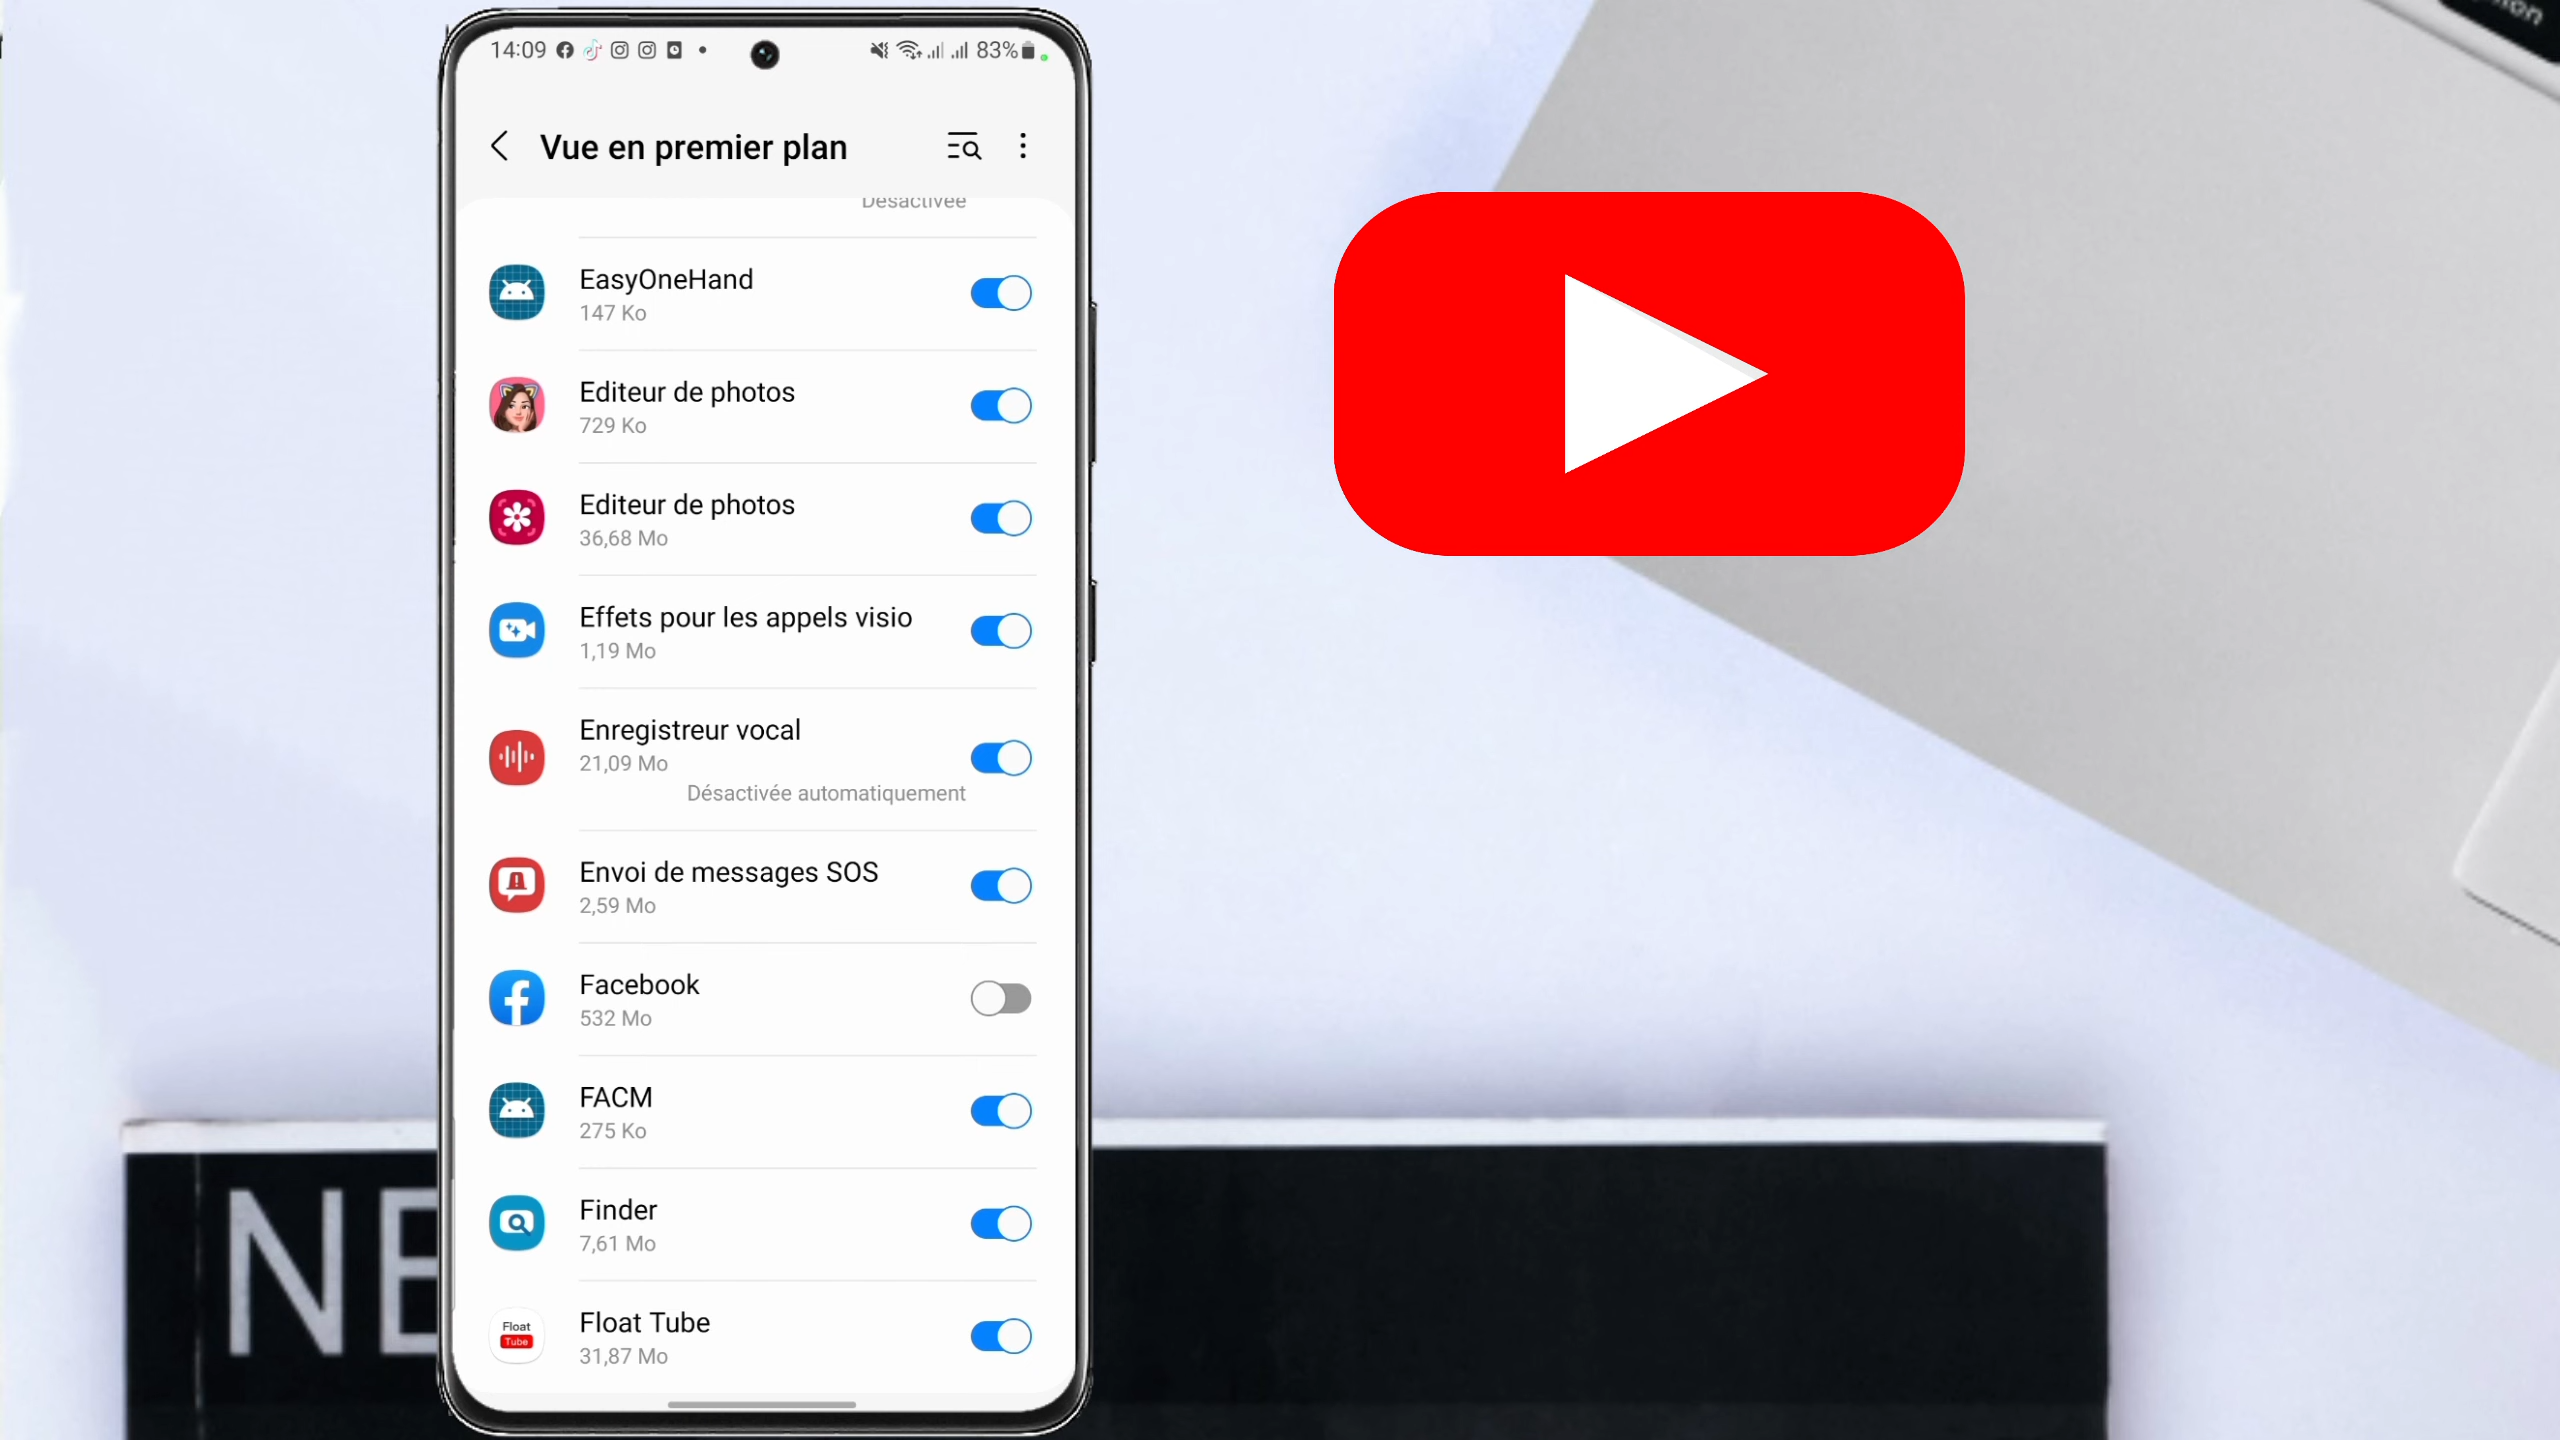 14:09
83%
Vue en premier plan
Désactivée
EasyOneHand
147 Ko
Editeur de photos
729 Ko
Editeur de photos
36,68 Mo
Effets pour les appels visio
1,19 Mo
Enregistreur vocal
21,09 Mo
Désactivée automatiquement
Envoi de messages SOS
2,59 Mo
Facebook
532 Mo
FACM
275 Ko
Finder
7,61 Mo
Float
Tube
Float Tube
31,87 Mo
NE